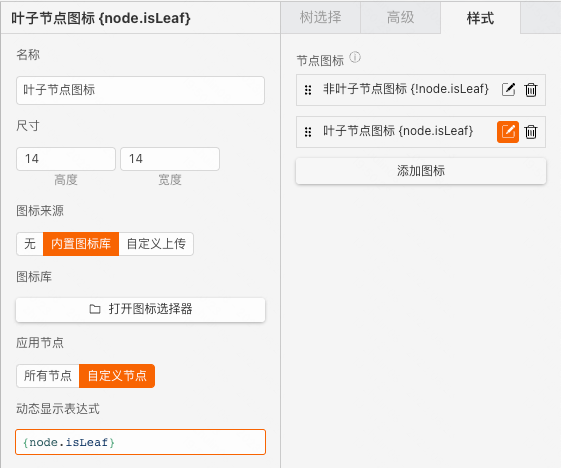 叶子节点图标 {node.isLeaf}
名称
叶子节点图标
尺寸
14
14
高度
宽度
图标来源
无
内置图标库
自定义上传
图标库
打开图标选择器
应用节点
所有节点
自定义节点
动态显示表达式
{node.isLeaf}
树选择
高级
样式
节点图标
非叶子节点图标 {!node.isLeaf}
叶子节点图标 {node.isLeaf}
添加图标